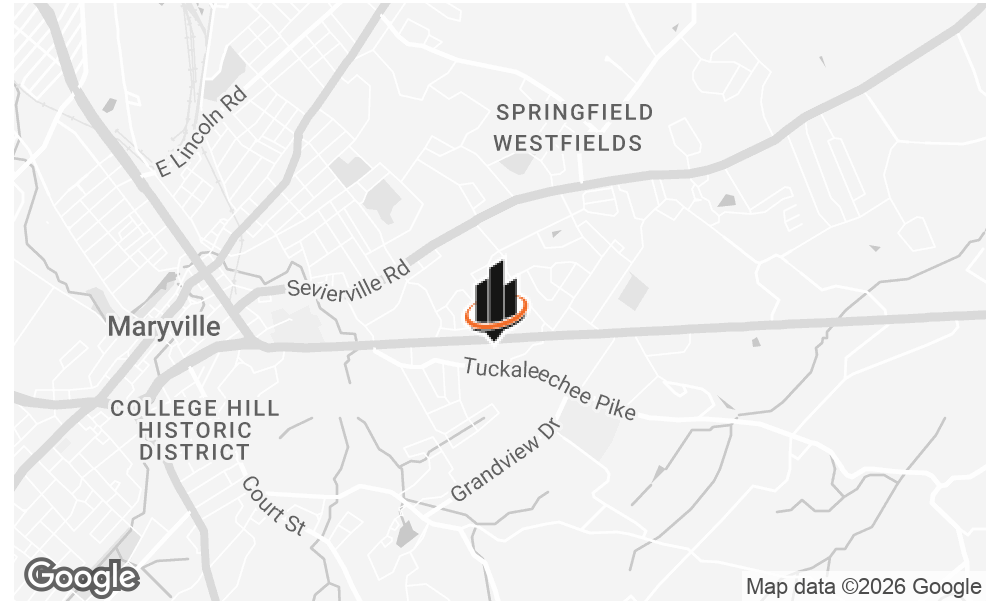 E Lincoln Rd
SPRINGFIELD
WESTFIELDS
Sevierville Rd
Maryville
Tuckaleechee Pike
COLLEGE HILL
HISTORIC
DISTRICT
Grandview Dr
Court St
Google
Map data ©2026 Google